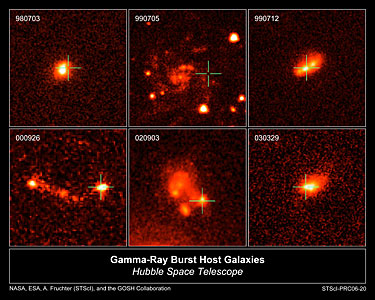 980703
990705
990712
000926
020903
030329
Gamma-Ray Burst Host Galaxies
Hubble Space Telescope
NASA, ESA, A. Fruchter (STScI), and the GOSH Collaboration
STScI-PRC06-20